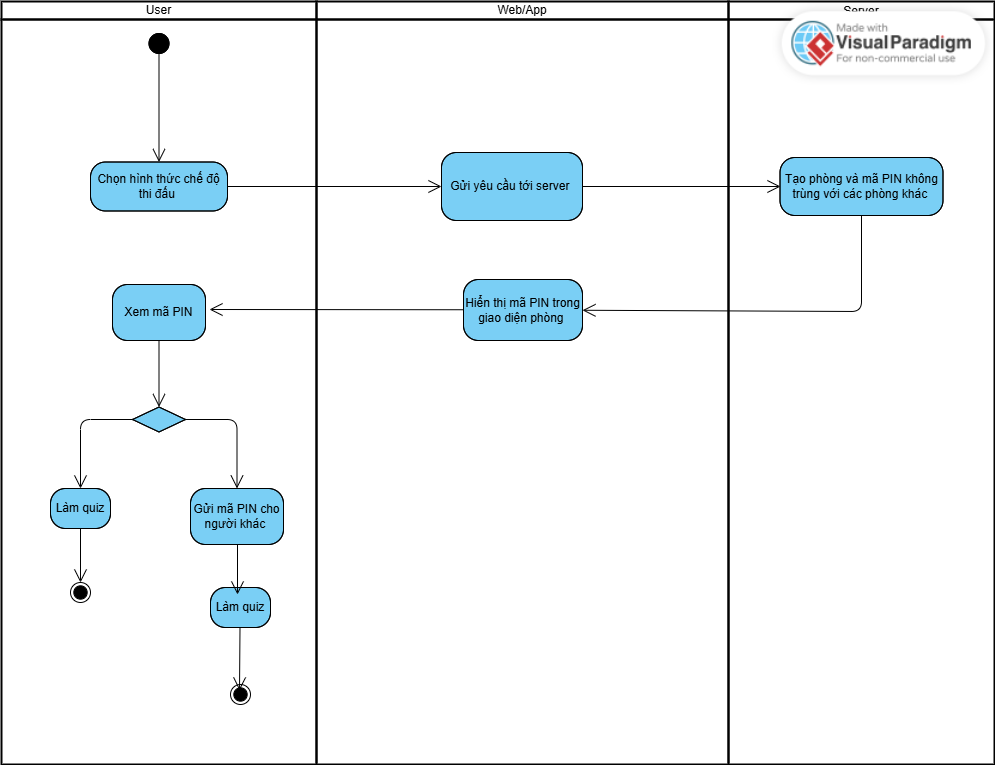 User
Web/App
Server
Made with
Visual Paradigm
For non-commercial use
Chọn hình thức chế độ
thi đấu
Gửi yêu cầu tới server
Tạo phòng và mã PIN không
trùng với các phòng khác
Xem mã PIN
Hiển thị mã PIN trong
giao diện phòng
Làm quiz
Gửi mã PIN cho
người khác
Làm quiz